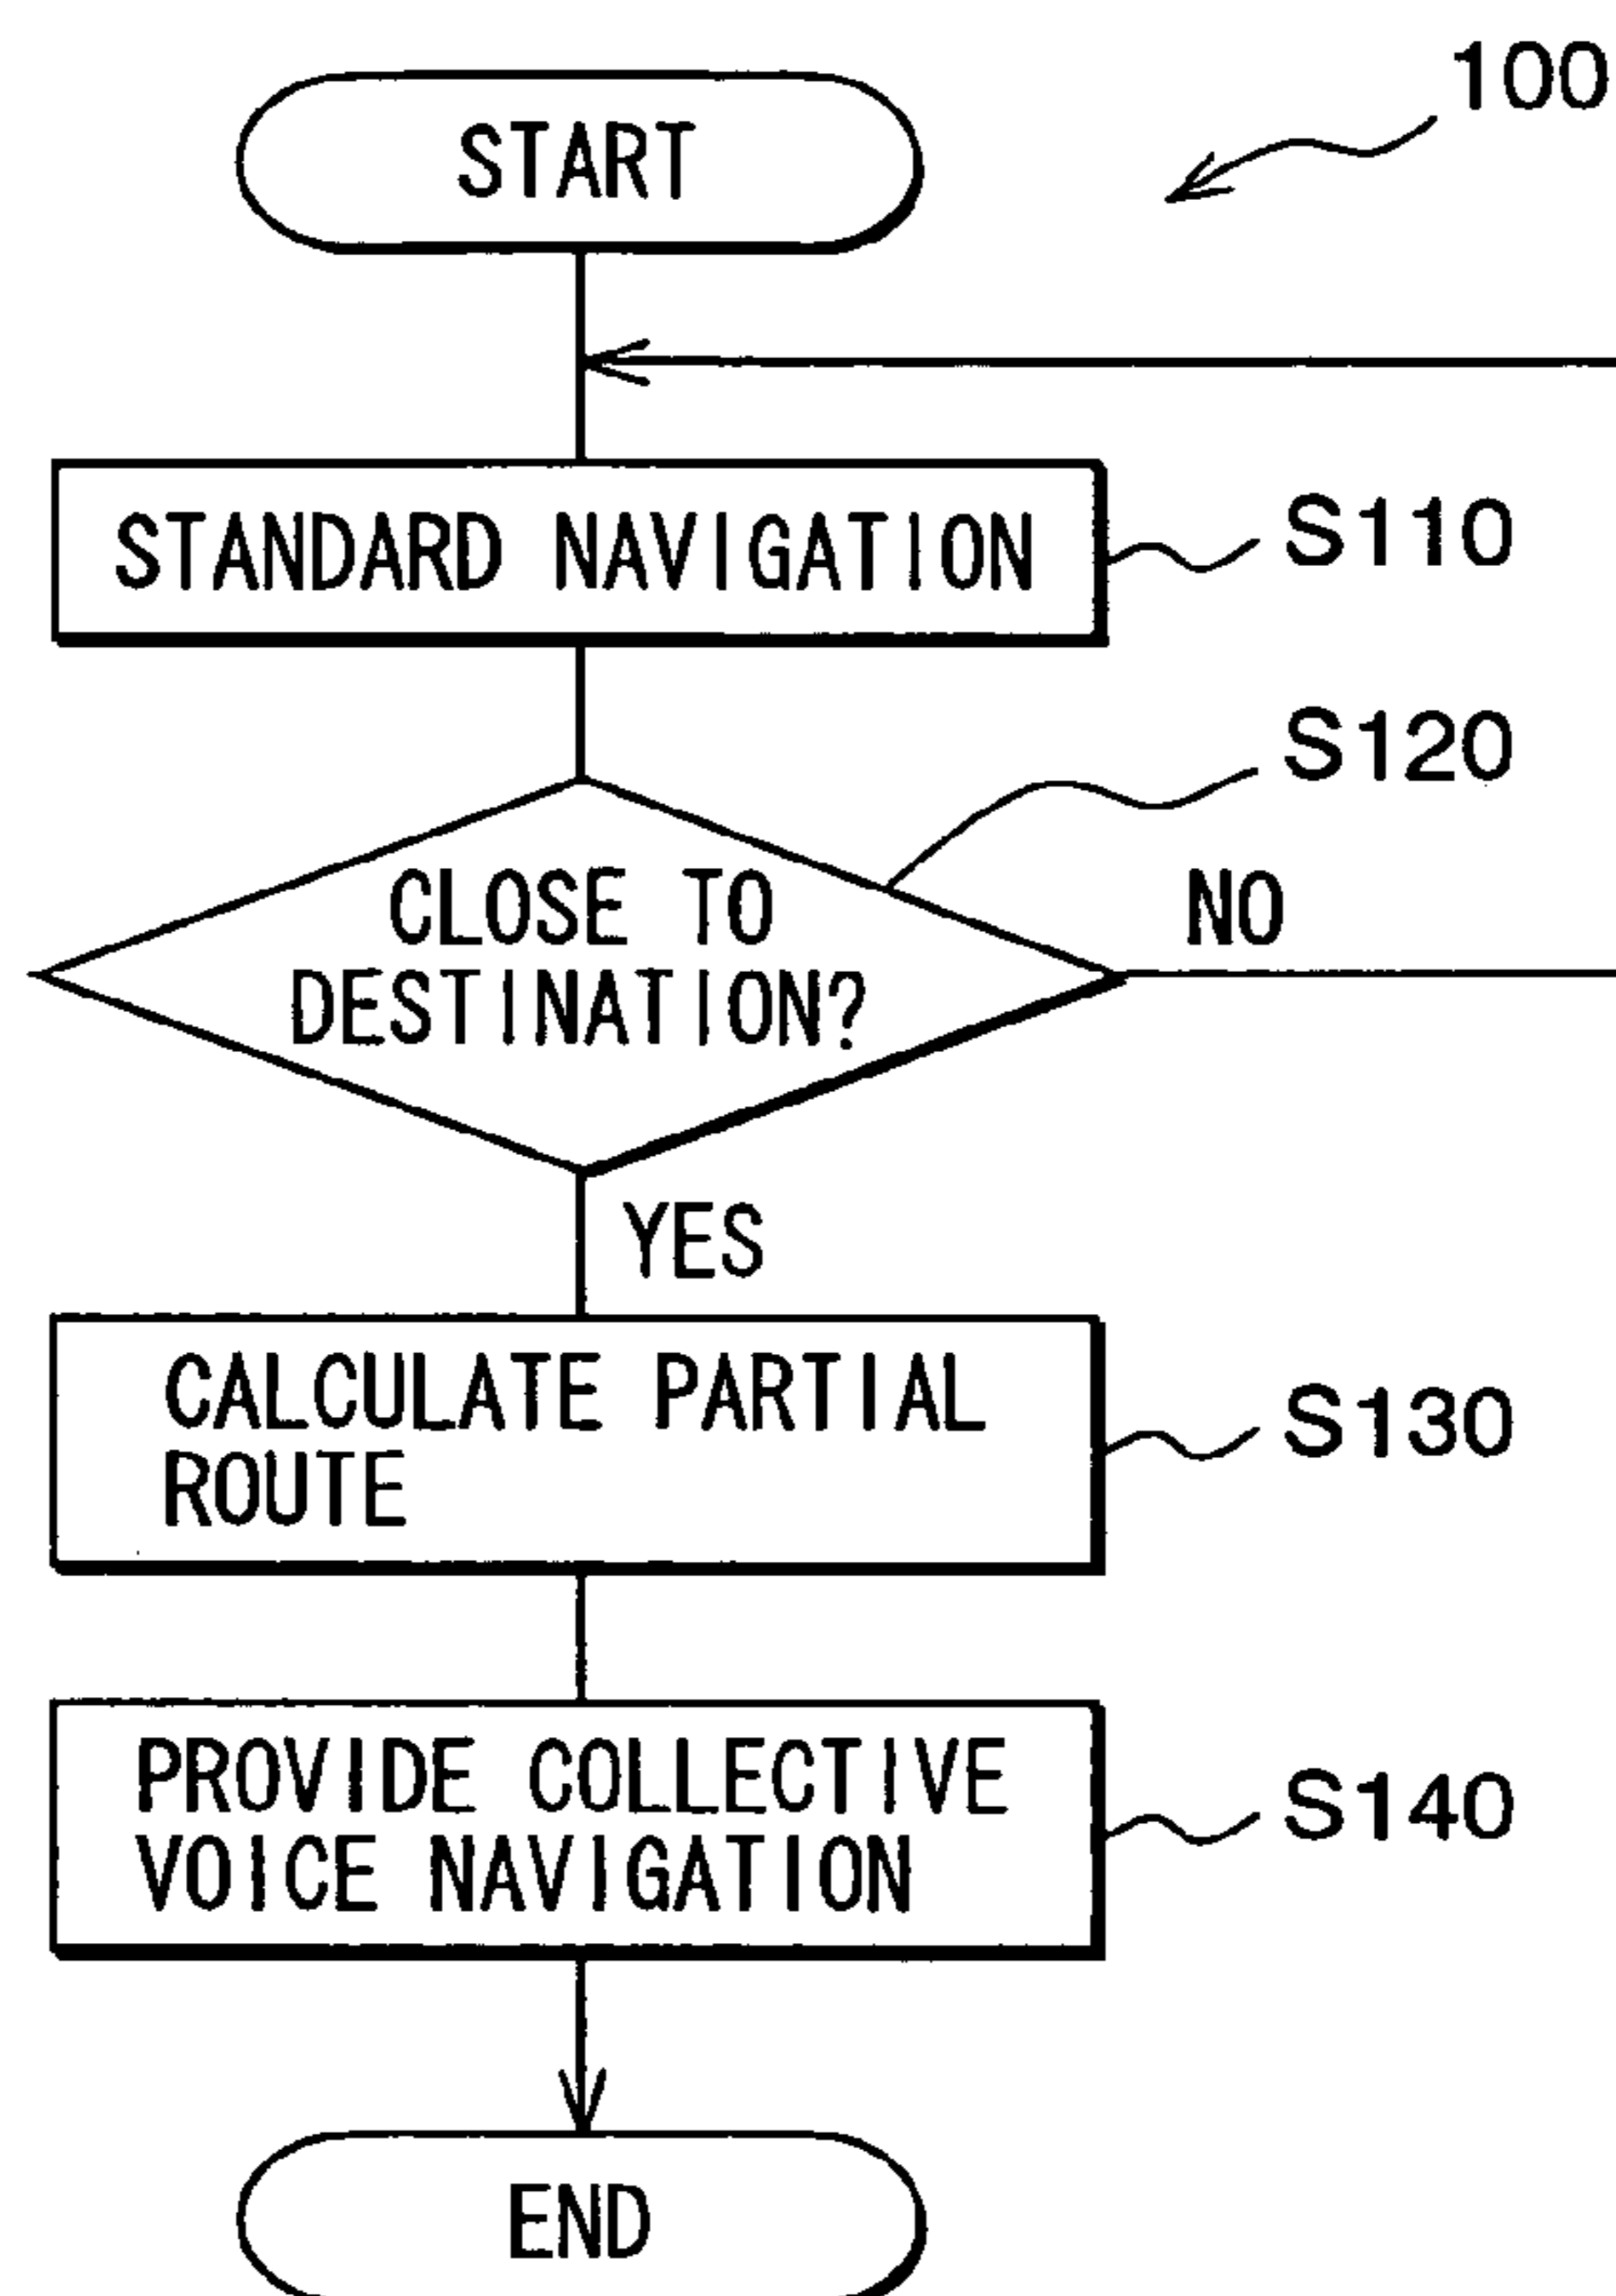 100
START
STANDARD NAVIGATION
S110
S120
CLOSE TO
DESTINATION?
NO
YES
CALCULATE PARTIAL
ROUTE
S130
PROVIDE COLLECTIVE
VOICE NAVIGATION
S140
END